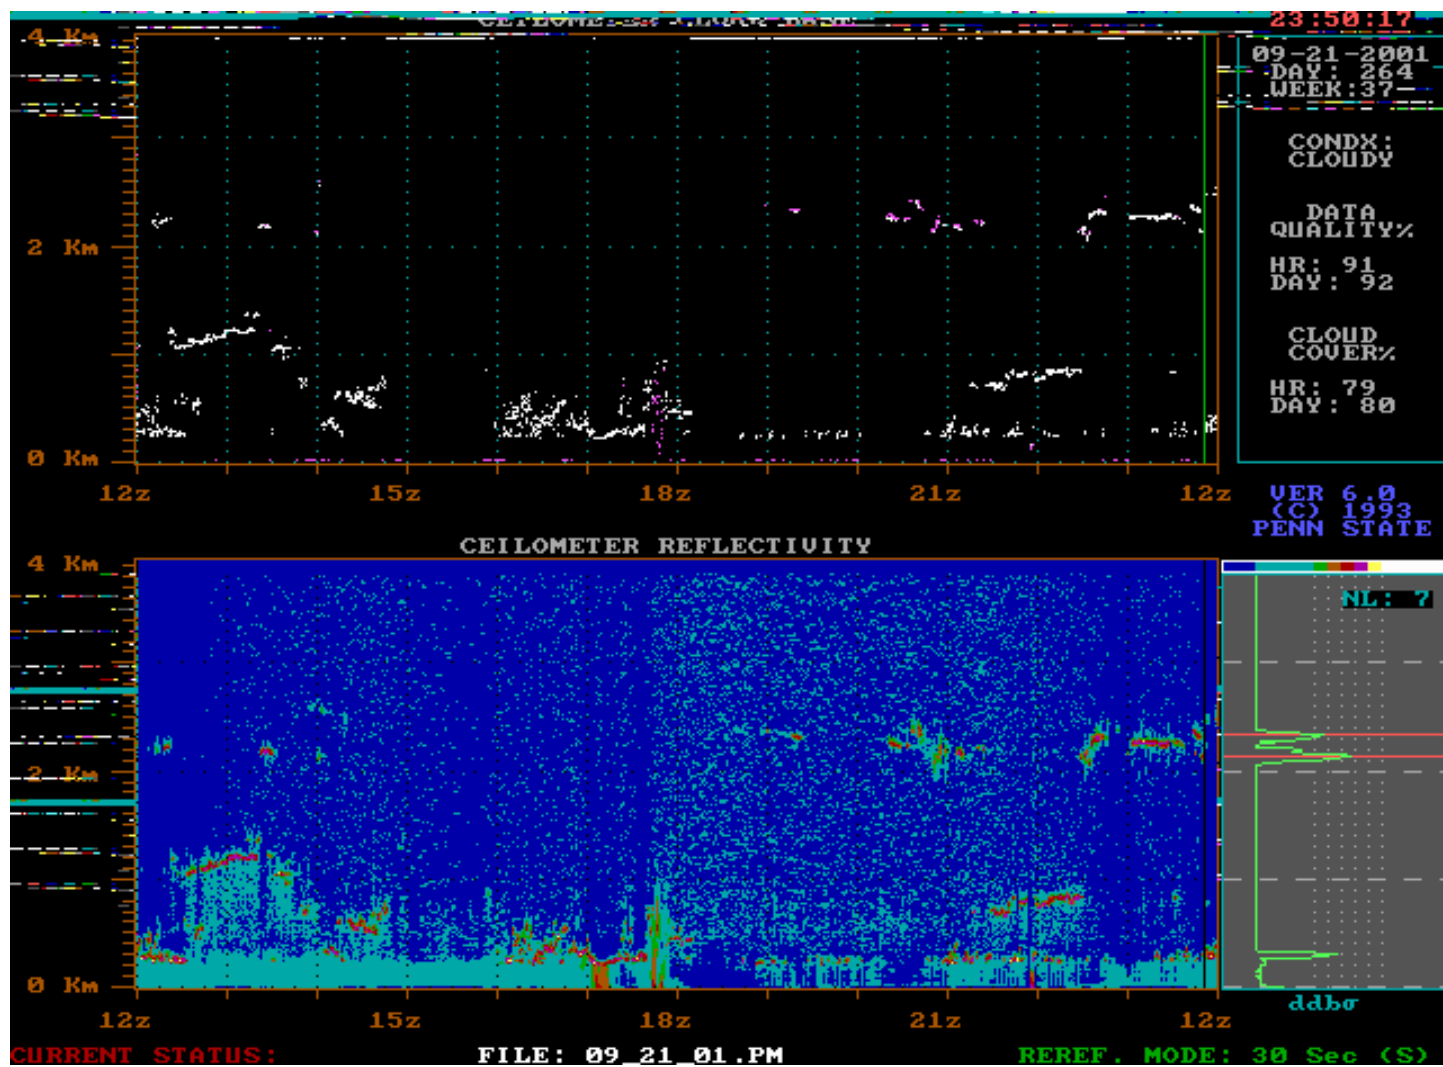 CEILOMETER CLOUD BASE
23:50:17
4 Km
09-21-2001
DAY: 264
WEEK:37
CONDX:
CLOUDY
DATA
QUALITY%
2 Km
HR: 91
DAY: 92
CLOUD
COVER%
HR: 79
DAY: 80
0 Km
12z 15z 18z 21z 12z
VER 6.0
(C) 1993
PENN STATE
CEILOMETER REFLECTIVITY
4 Km
NL: 7
2 Km
0 Km
ddbσ
12z 15z 18z 21z 12z
CURRENT STATUS: FILE: 09_21_01.PM REREF. MODE: 30 Sec (S)